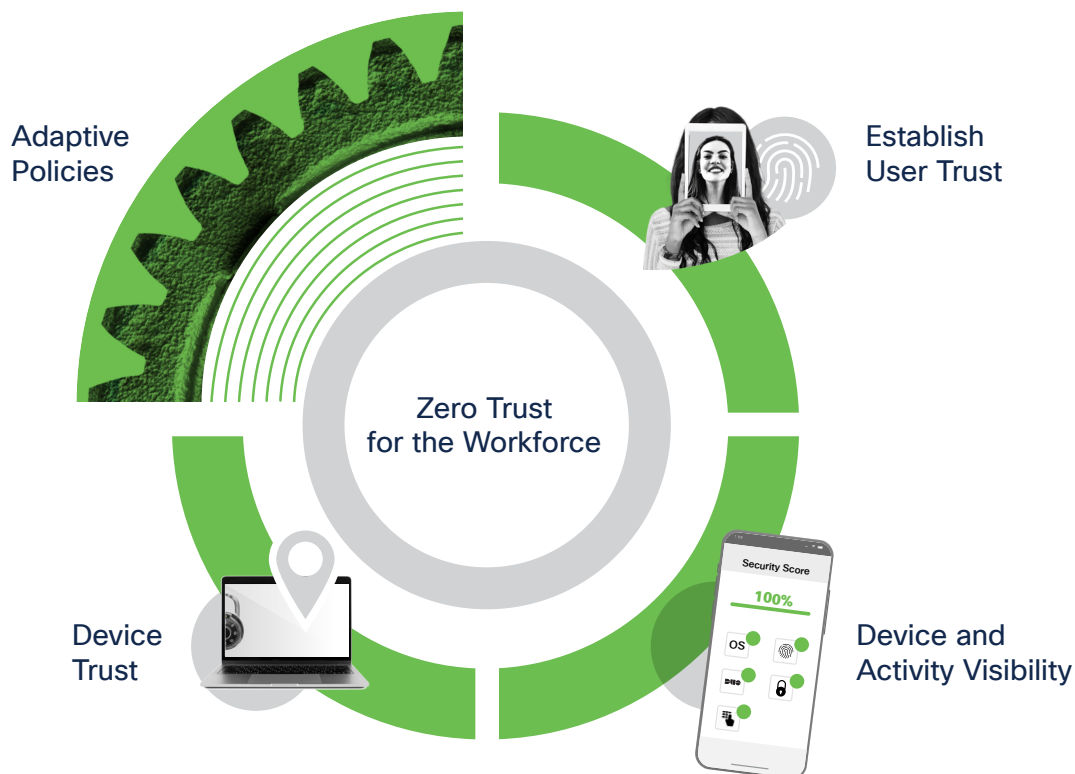 Adaptive
Policies
Establish
User Trust
Zero Trust
for the Workforce
Device
Trust
Security Score
100%
OS
Device and
Activity Visibility